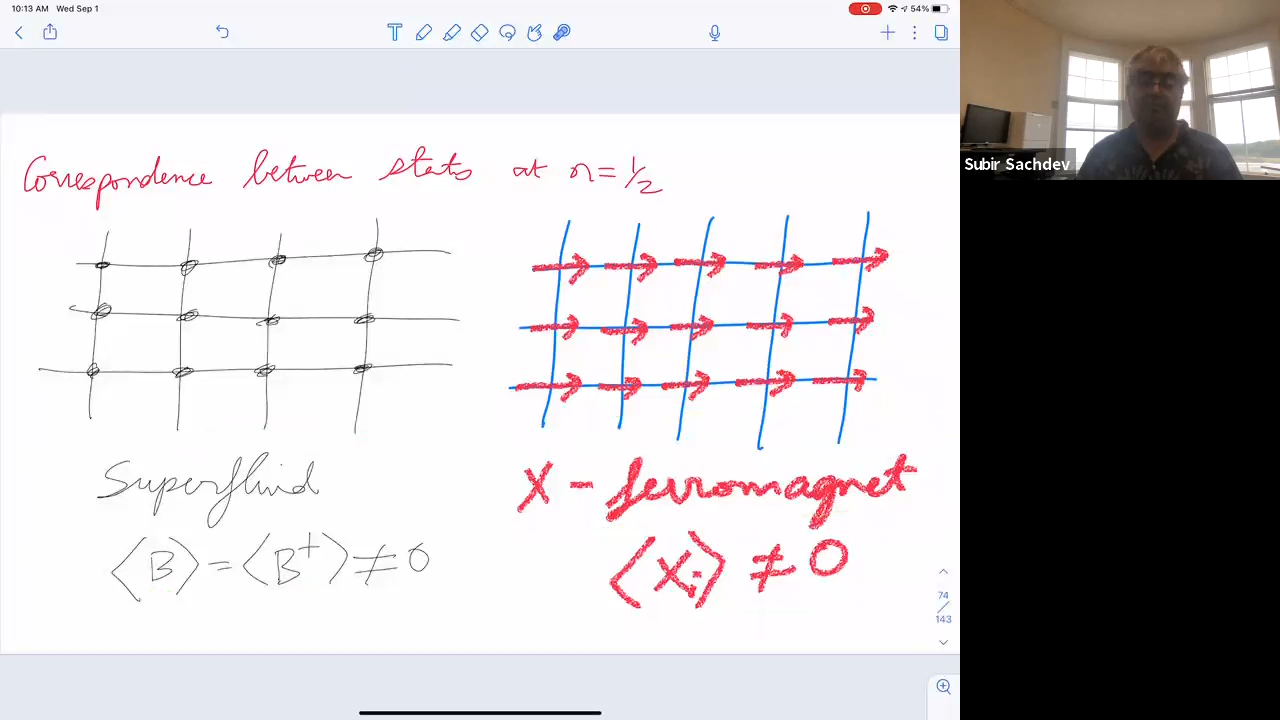 10:13 AM Wed Sep 1
54%
T
Correspondence between states at n = 1/2
Superfluid
⟨B⟩ = ⟨B†⟩ ≠ 0
X - ferromagnet
⟨Xi⟩ ≠ 0
74
/
143
Subir Sachdev